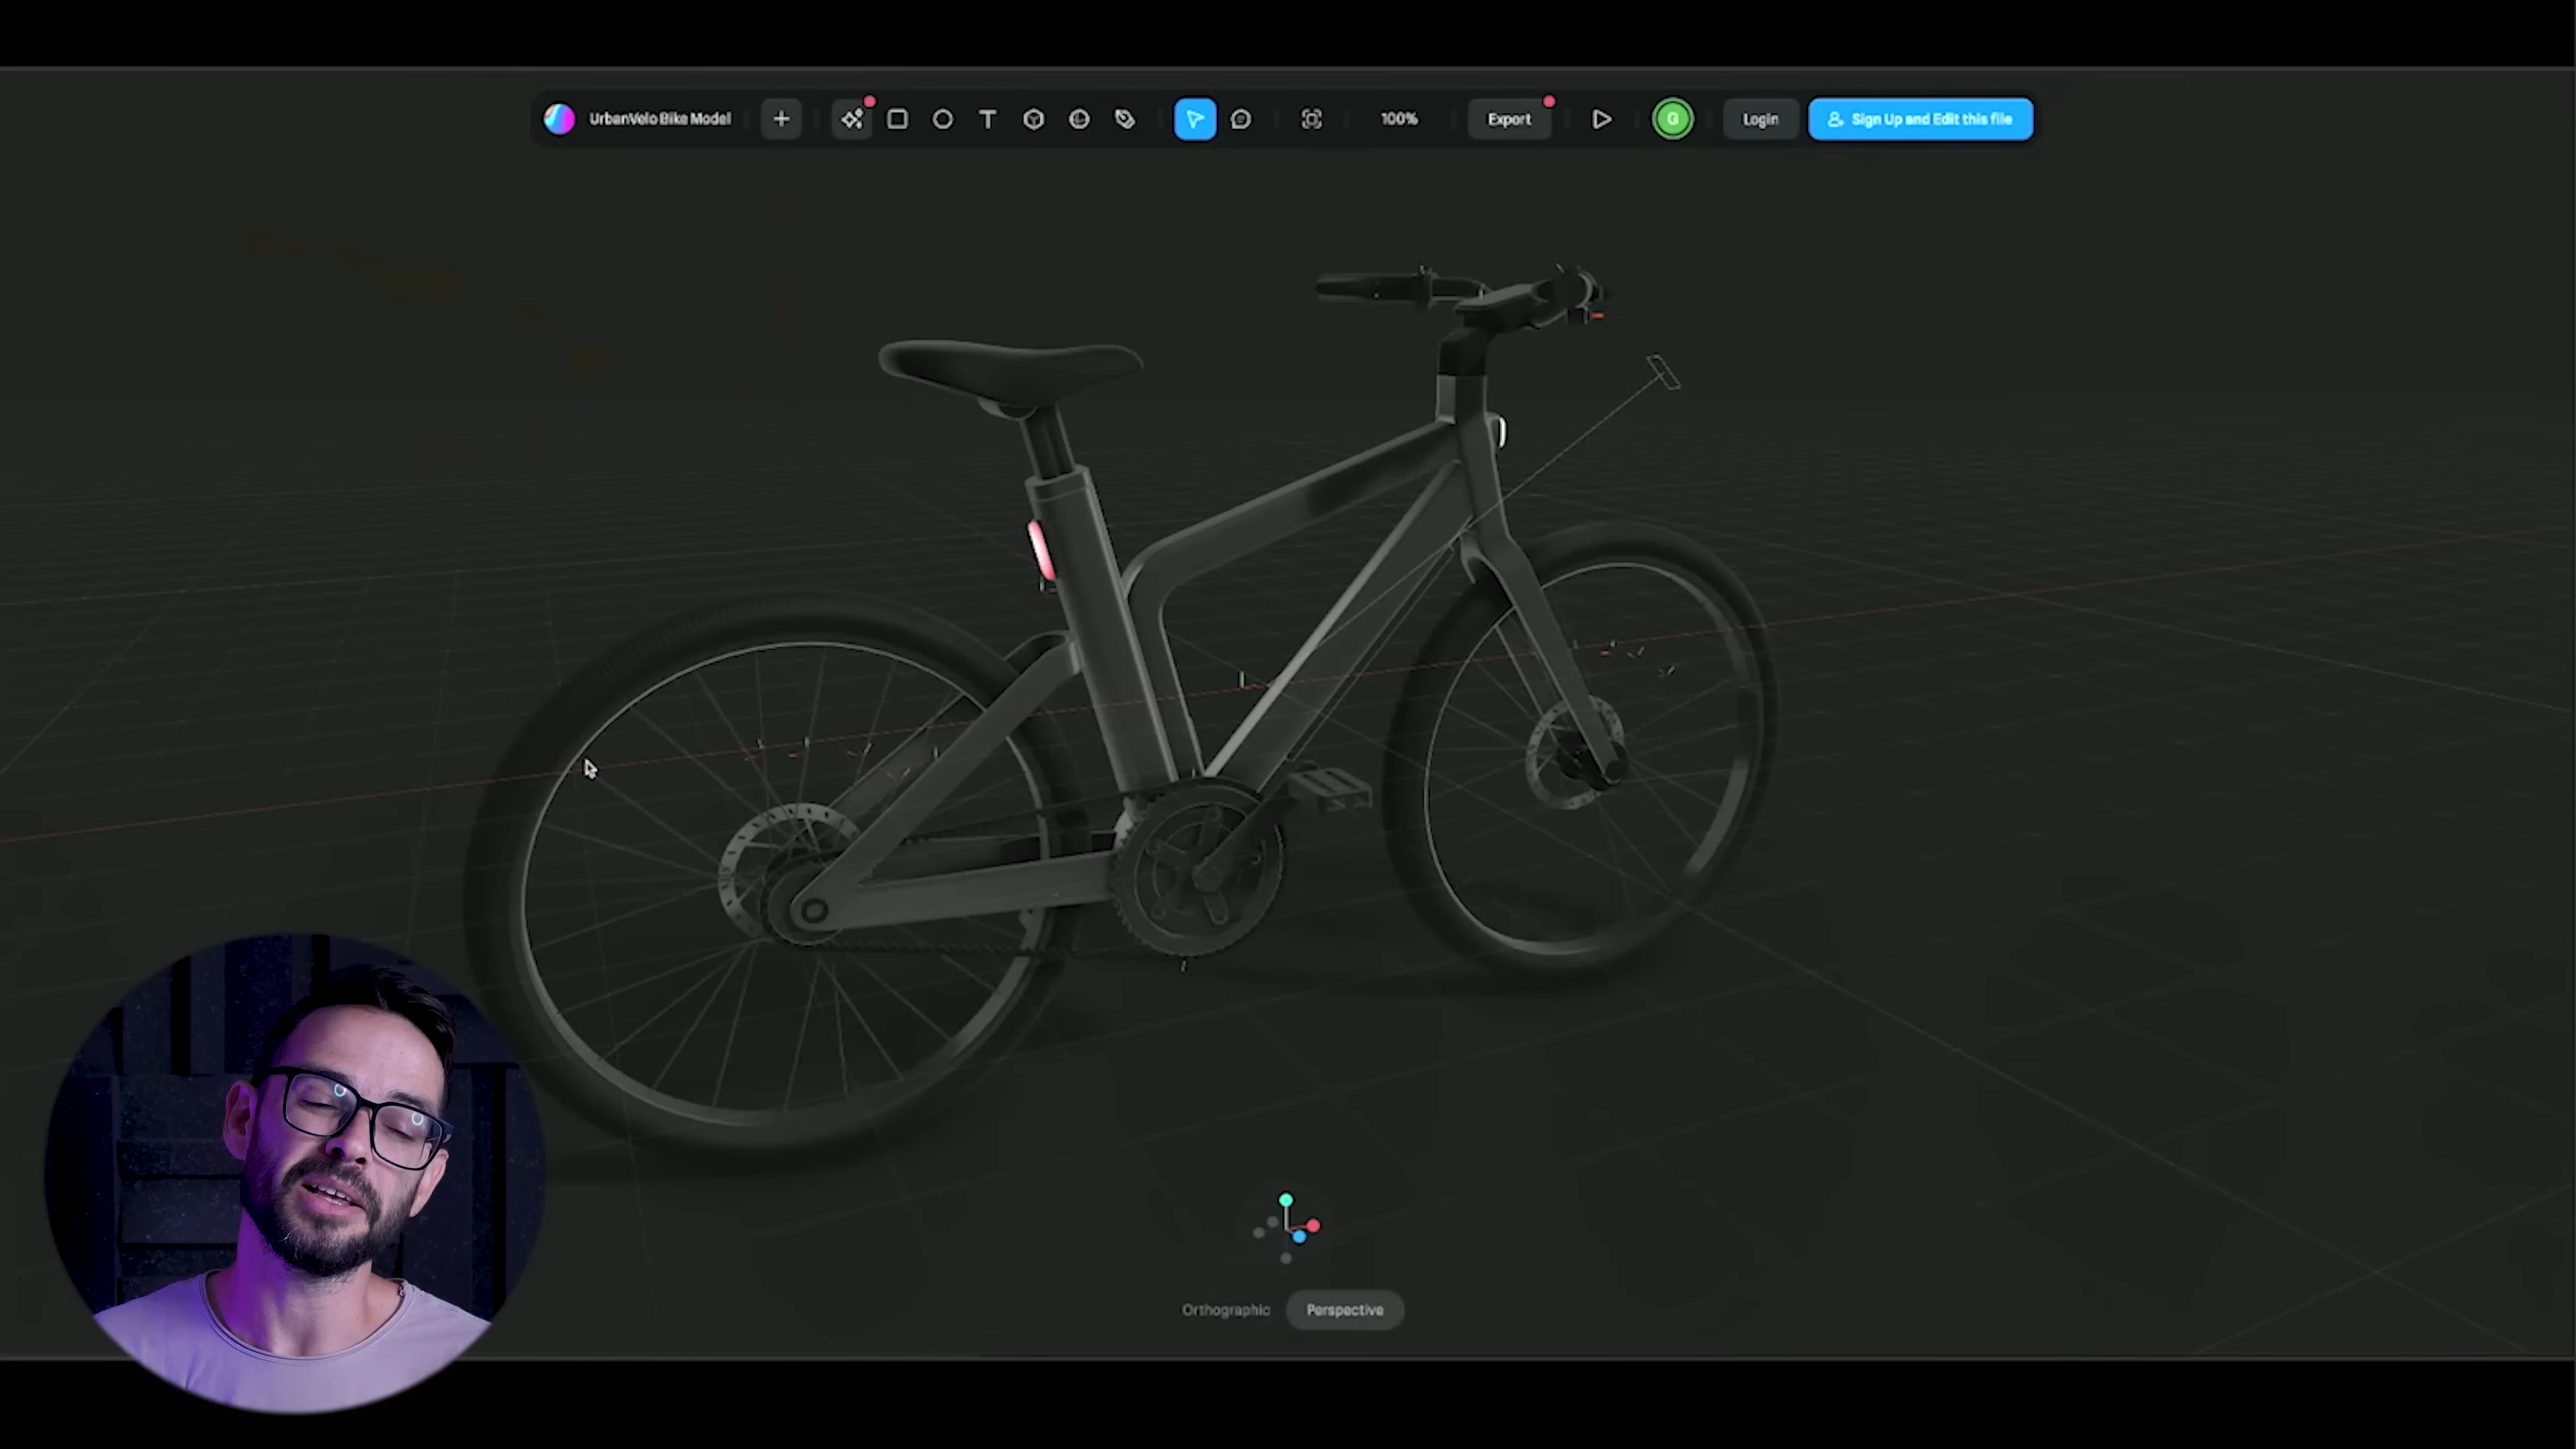 UrbanVelo Bike Model
T
100%
Export
G
Login
Sign Up and Edit this file
Orthographic
Perspective